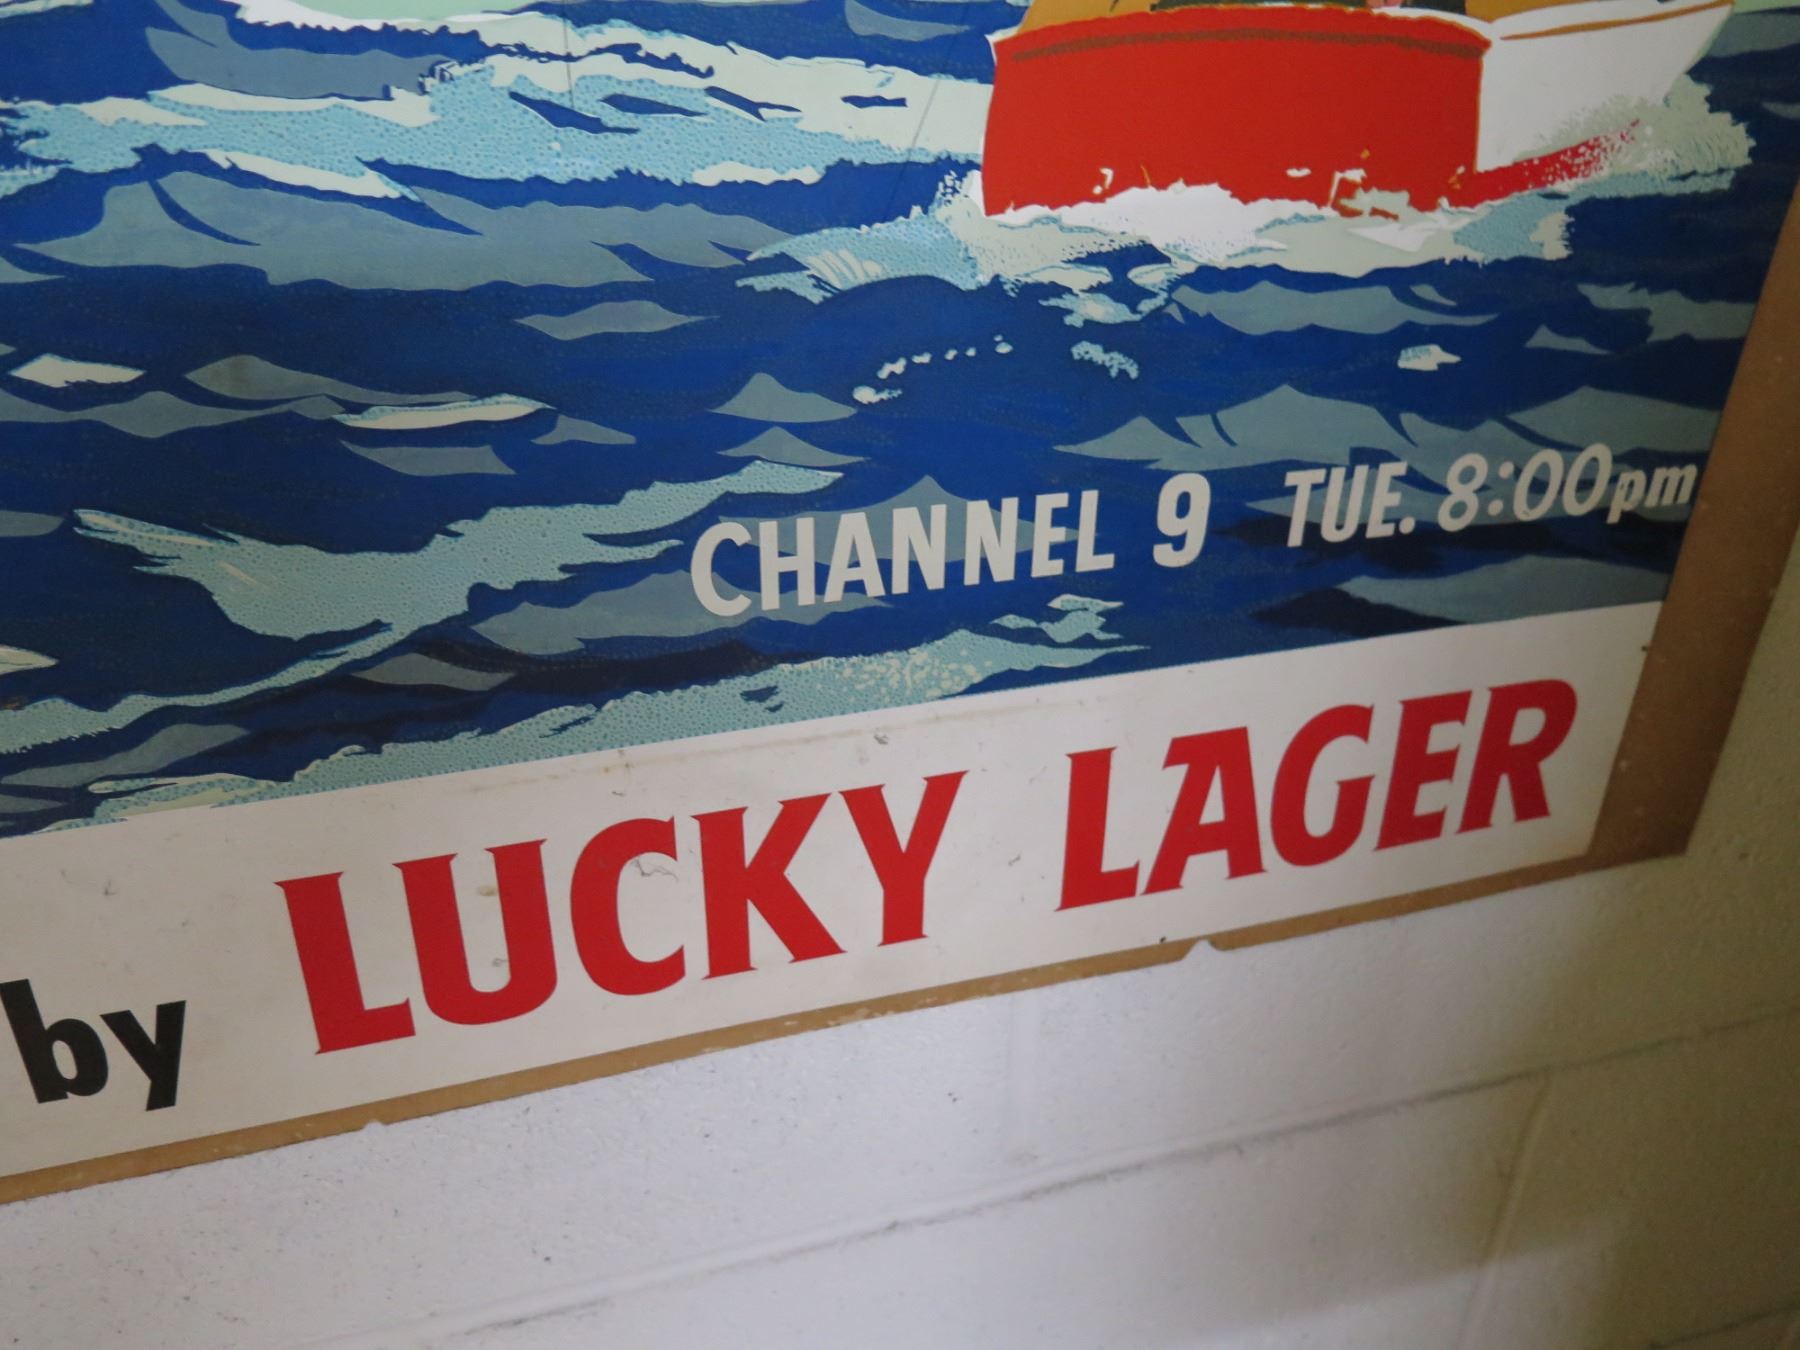 CHANNEL 9 TUE. 8:00pm
by LUCKY LAGER